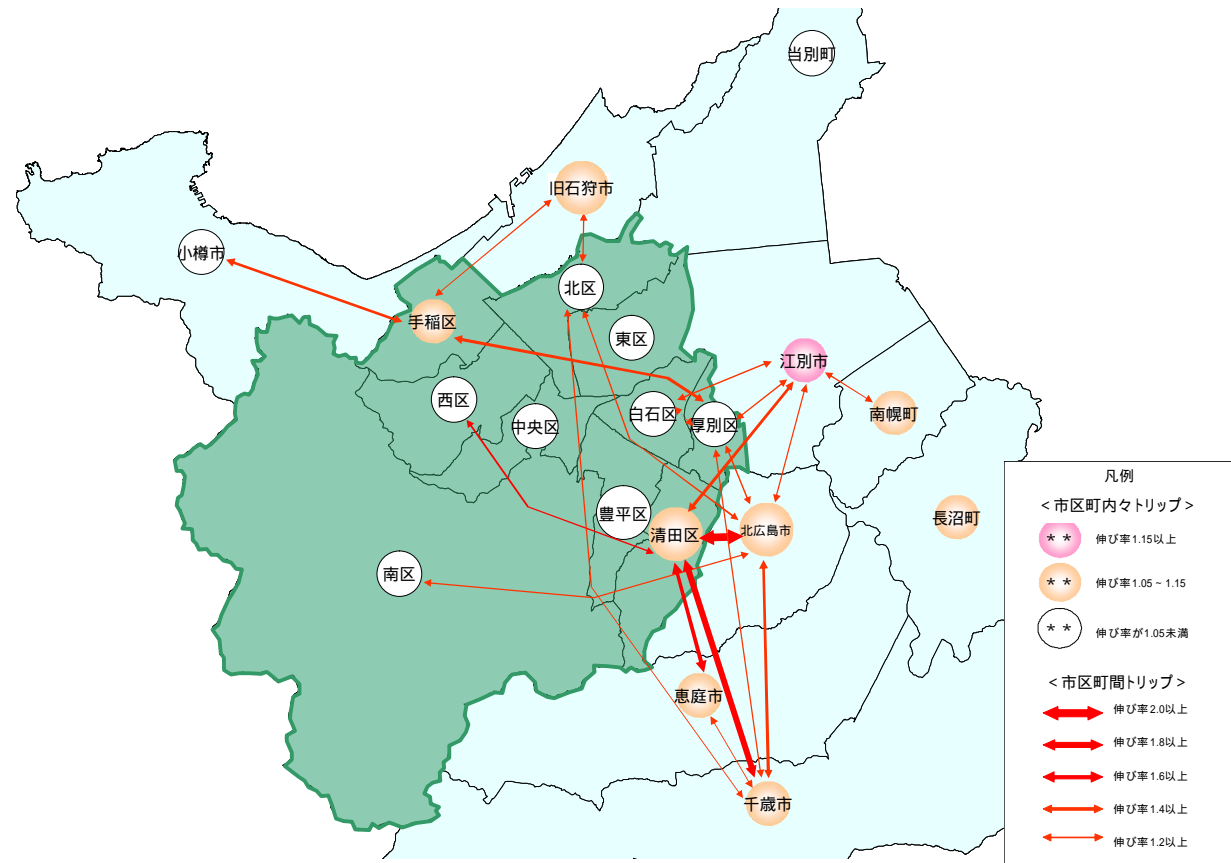 当別町
旧石狩市
小樽市
北区
手稲区
東区
江別市
西区
白石区
南幌町
中央区
厚別区
豊平区
長沼町
清田区
北広島市
南区
恵庭市
千歳市
凡例
＜市区町内々トリップ＞
** 伸び率1.15以上
** 伸び率1.05～1.15
** 伸び率が1.05未満
＜市区町間トリップ＞
伸び率2.0以上
伸び率1.8以上
伸び率1.6以上
伸び率1.4以上
伸び率1.2以上